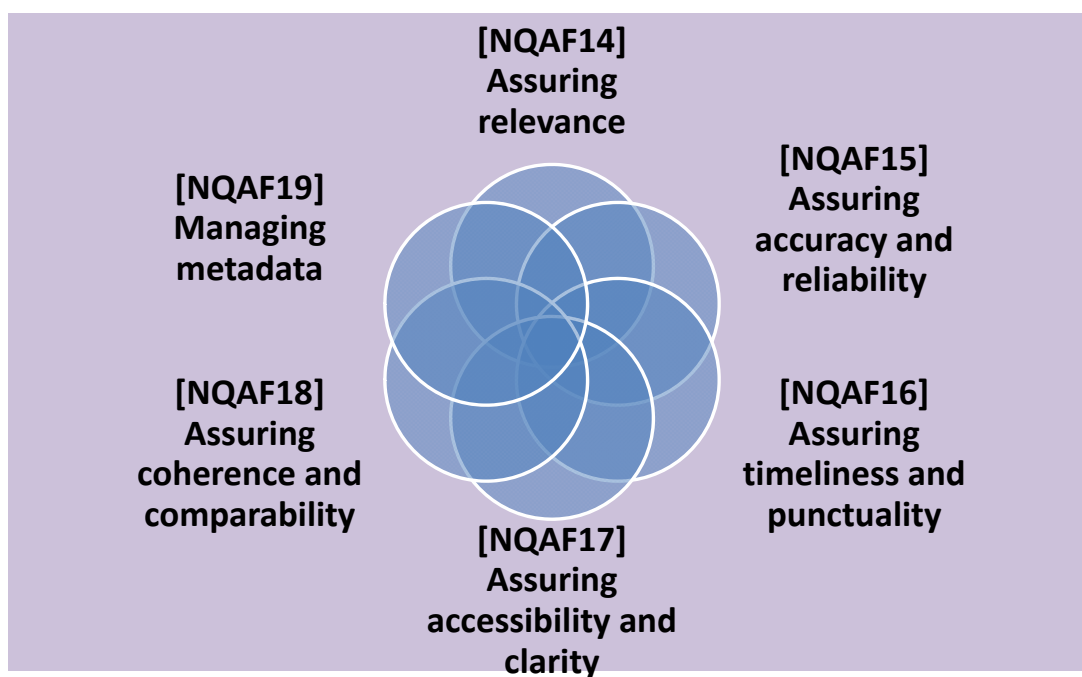 [NQAF14]
Assuring
relevance
[NQAF15]
Assuring
accuracy and
reliability
[NQAF16]
Assuring
timeliness and
punctuality
[NQAF17]
Assuring
accessibility and
clarity
[NQAF18]
Assuring
coherence and
comparability
[NQAF19]
Managing
metadata